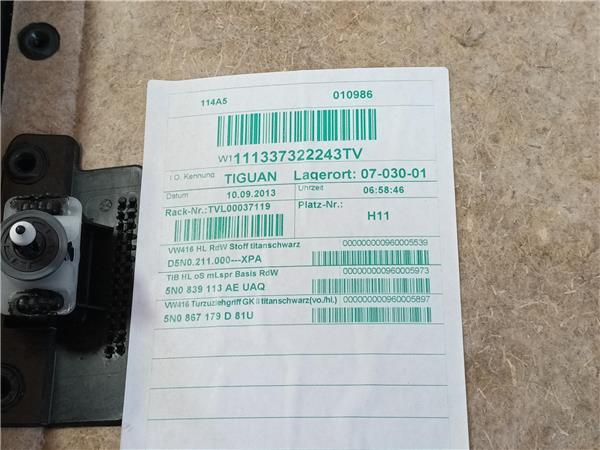 114A5 010986
W1111337322243TV
I.D. Kennung TIGUAN Lagerort: 07-030-01
Datum 10.09.2013 Uhrzeit 06:58:46
Rack-Nr.:TVL00037119 Platz-Nr.: H11
VW416 HL RdW Stoff titanschwarz 000000000960005539
D5N0.211.000---XPA
TIB HL oS mLspr Basis RdW 000000000960005973
5N0 839 113 AE UAQ
VW416 Turzuziehgriff GK II titanschwarz(vo./hi.) 000000000960005897
5N0 867 179 D 81U